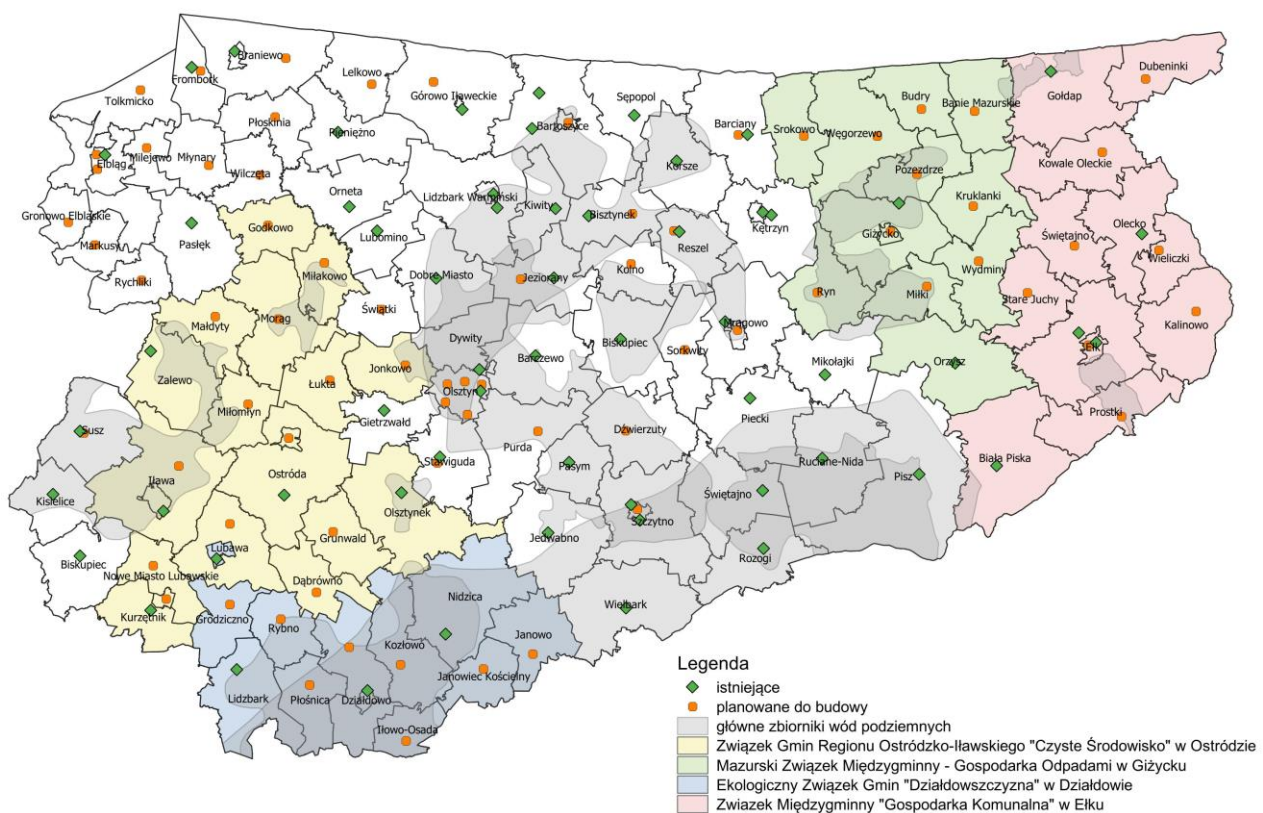 Braniewo
Frombork
Lelkowo
Górowo Iławeckie
Sępopol
Dubeninki
Gołdap
Banie Mazurskie
Budry
Tolkmicko
Płoskinia
Pieniężno
Bartoszyce
Barciany
Srokowo
Węgorzewo
Elbląg
Milejewo
Młynary
Wilczęta
Korsze
Kowale Oleckie
Pozezdrze
Orneta
Lidzbark Warmiński
Kiwity
Bisztynek
Kruklanki
Gronowo Elbląskie
Markusy
Pasłęk
Godkowo
Lubomino
Reszel
Kętrzyn
Giżycko
Świętajno
Olecko
Wieliczki
Rychliki
Miłakowo
Dobre Miasto
Jeziorany
Kolno
Wydminy
Ryn
Miłki
Stare Juchy
Kalinowo
Małdyty
Morąg
Świątki
Dywity
Biskupiec
Sorkwity
Mrągowo
Mikołajki
Orzysz
Ełk
Zalewo
Miłomłyn
Łukta
Jonkowo
Barczewo
Olsztyn
Gietrzwałd
Piecki
Prostki
Susz
Iława
Ostróda
Stawiguda
Purda
Dźwierzuty
Pasym
Ruciane-Nida
Pisz
Biała Piska
Kisielice
Olsztynek
Świętajno
Szczytno
Biskupiec
Lubawa
Grunwald
Jedwabno
Rozogi
Nowe Miasto Lubawskie
Dąbrówno
Kurzętnik
Grodziczno
Rybno
Nidzica
Wielbark
Kozłowo
Janowo
Lidzbark
Płośnica
Działdowo
Janowiec Kościelny
Iłowo-Osada
Legenda
istniejące
planowane do budowy
główne zbiorniki wód podziemnych
Związek Gmin Regionu Ostródzko-Iławskiego "Czyste Środowisko" w Ostródzie
Mazurski Związek Międzygminny - Gospodarka Odpadami w Giżycku
Ekologiczny Związek Gmin "Działdowszczyzna" w Działdowie
Zwiazek Międzygminny "Gospodarka Komunalna" w Ełku